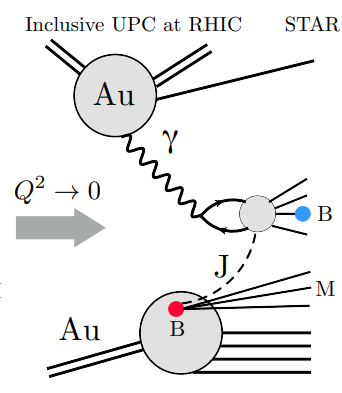 Inclusive UPC at RHIC STAR
Au
γ
Q² → 0
B
J
M
Au
B